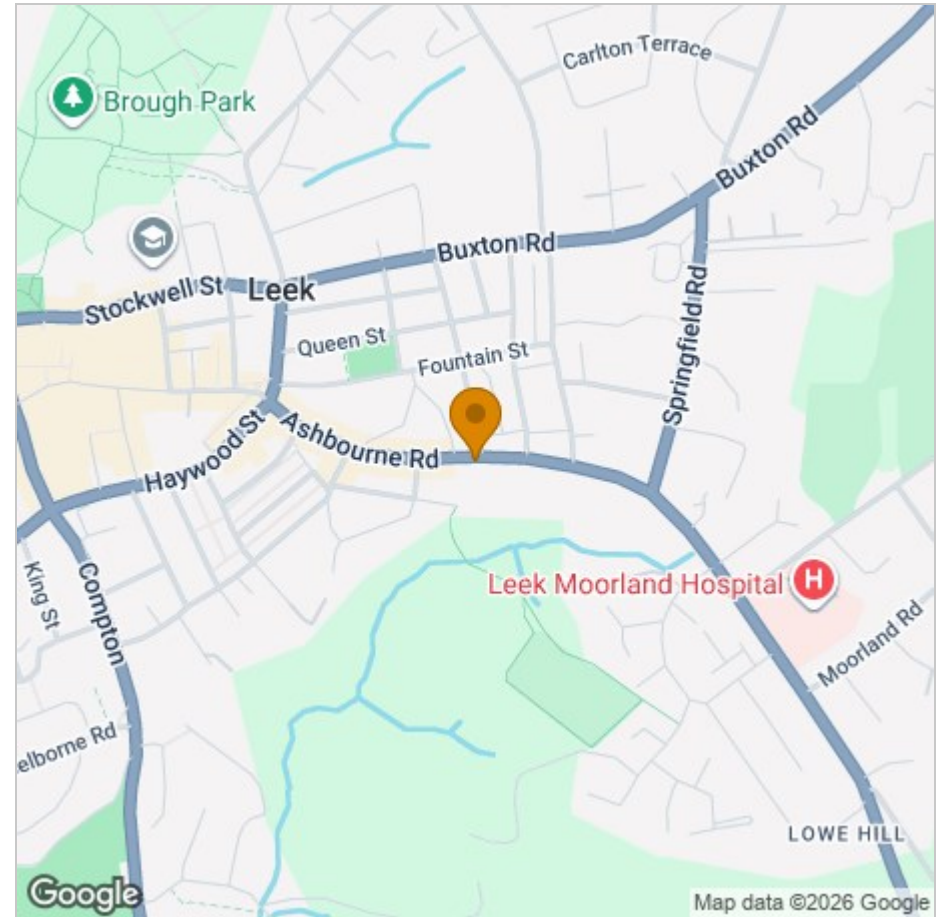 Carlton Terrace
Brough Park
Buxton Rd
Buxton Rd
Stockwell St
Leek
Queen St
Fountain St
Springfield Rd
Ashbourne Rd
Haywood St
King St
Compton
Leek Moorland Hospital
H
Moorland Rd
elborne Rd
LOWE HILL
Google
Map data ©2026 Google